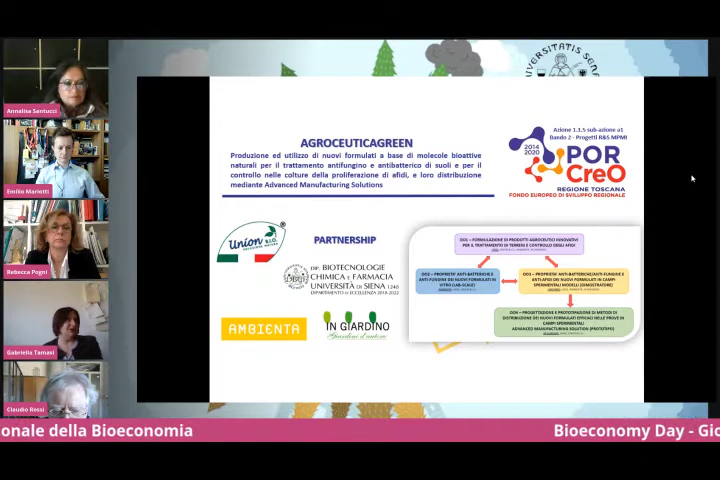 UNIVERSITATIS SENA
Annalisa Santucci
Emilio Mariotti
Rebecca Pogni
Gabriella Tamasi
Claudio Rossi
AGROCEUTICAGREEN
Produzione ed utilizzo di nuovi formulati a base di molecole bioattive
naturali per il trattamento antifungino e antibatterico di suoli e per il
controllo nelle colture della proliferazione di afidi, e loro distribuzione
mediante Advanced Manufacturing Solutions
Azione 1.1.5 sub-azione a1
Bando 2 - Progetti R&S MPMI
2014
2020
POR
CreO
REGIONE TOSCANA
FONDO EUROPEO DI SVILUPPO REGIONALE
Union B.I.O.
PARTNERSHIP
DIP. BIOTECNOLOGIE
CHIMICA E FARMACIA
UNIVERSITÀ DI SIENA 1240
DIPARTIMENTO DI ECCELLENZA 2018-2022
AMBIENTA
IN GIARDINO
Giardini d'autore
OO1 – FORMULAZIONE DI PRODOTTI AGROCEUTICI INNOVATIVI
PER IL TRATTAMENTO DI TERRENI E CONTROLLO DEGLI AFIDI
OO2 – PROPRIETA' ANTI-BATTERICHE/
ANTI-FUNGINE DEI NUOVI FORMULATI IN
VITRO (LAB-SCALE)
OO3 – PROPRIETA' ANTI-BATTERICHE/ANTI-FUNGINE E
ANTI-AFIDI DEI NUOVI FORMULATI IN CAMPI
SPERIMENTALI MODELLI (DIMOSTRATORE)
OO4 – PROGETTAZIONE E PROTOTIPAZIONE DI METODI DI
DISTRIBUZIONE DEI NUOVI FORMULATI EFFICACI NELLE PROVE IN
CAMPI SPERIMENTALI
ADVANCED MANUFACTURING SOLUTION (PROTOTIPO)
onale della Bioeconomia
Bioeconomy Day - Gio